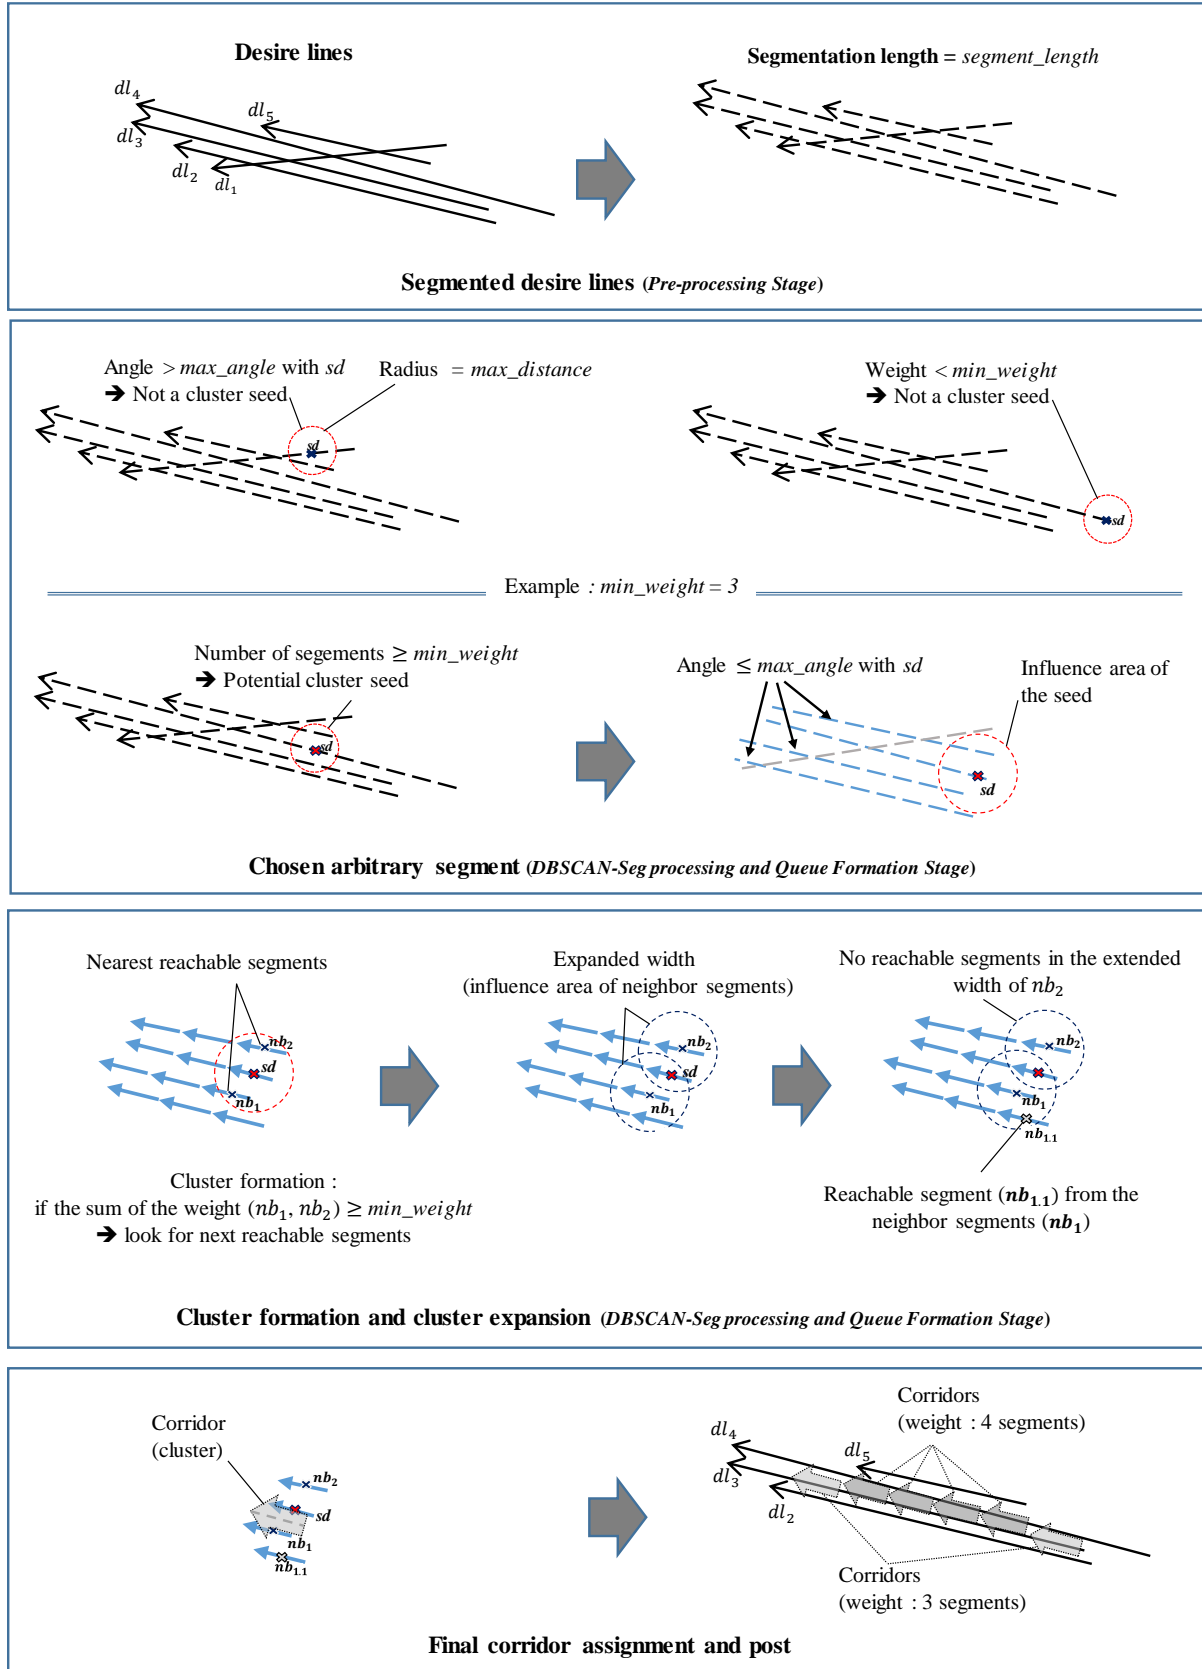 Desire lines
Segmentation length = segment_length
dl₄
dl₅
dl₃
dl₂
dl₁
Segmented desire lines (Pre-processing Stage)
Angle > max_angle with sd
➔ Not a cluster seed
Radius = max_distance
Weight < min_weight
➔ Not a cluster seed
sd
sd
Example : min_weight = 3
Number of segements ≥ min_weight
➔ Potential cluster seed
Angle ≤ max_angle with sd
Influence area of
the seed
sd
sd
Chosen arbitrary segment (DBSCAN-Seg processing and Queue Formation Stage)
Nearest reachable segments
Expanded width
(influence area of neighbor segments)
No reachable segments in the extended
width of nb₂
nb₂
sd
nb₁
nb₂
sd
nb₁
nb₂
nb₁
nb₁.₁
Cluster formation :
if the sum of the weight (nb₁, nb₂) ≥ min_weight
➔ look for next reachable segments
Reachable segment (nb₁.₁) from the
neighbor segments (nb₁)
Cluster formation and cluster expansion (DBSCAN-Seg processing and Queue Formation Stage)
Corridor
(cluster)
nb₂
sd
nb₁
nb₁.₁
Corridors
(weight : 4 segments)
dl₄
dl₅
dl₃
dl₂
Corridors
(weight : 3 segments)
Final corridor assignment and post